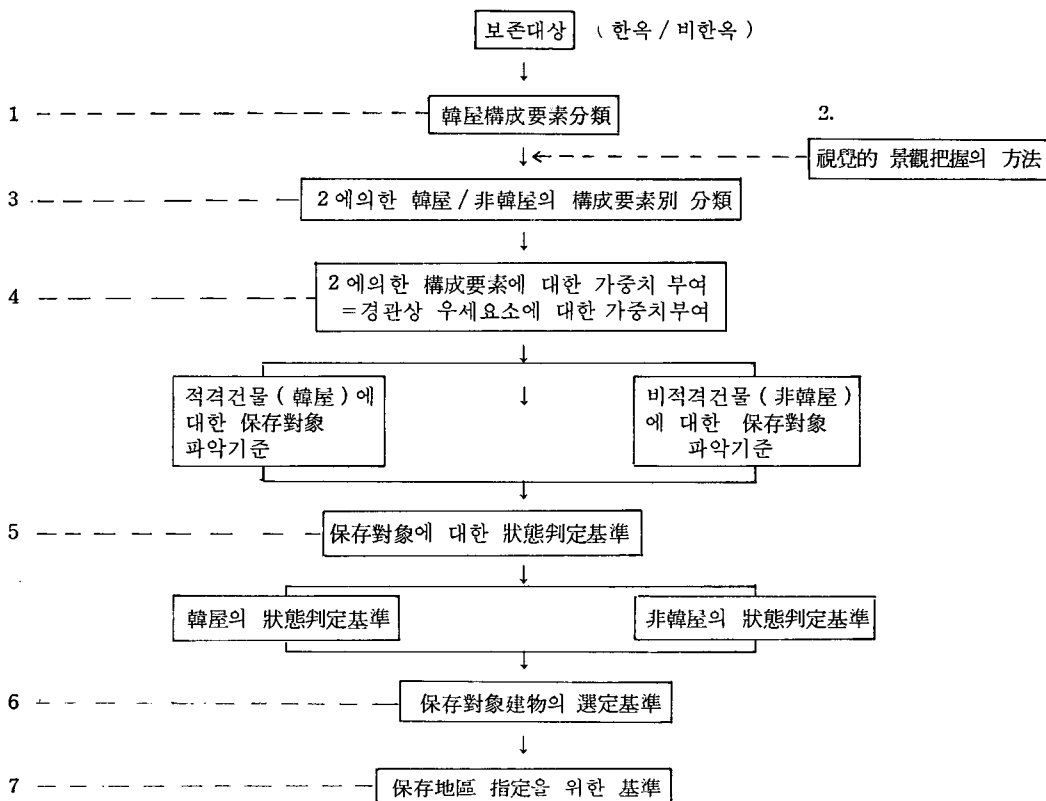 보존대상 (한옥 / 비한옥)
1 韓屋構成要素分類
2.
視覺的 景觀把握의 方法
3 2에의한 韓屋 / 非韓屋의 構成要素別 分類
4 2에의한 構成要素에 대한 가중치 부여
=경관상 우세요소에 대한 가중치부여
적격건물 (韓屋) 에
대한 保存對象
파악기준
비적격건물 (非韓屋)
에 대한 保存對象
파악기준
5 保存對象에 대한 狀態判定基準
韓屋의 狀態判定基準
非韓屋의 狀態判定基準
6 保存對象建物의 選定基準
7 保存地區 指定을 위한 基準